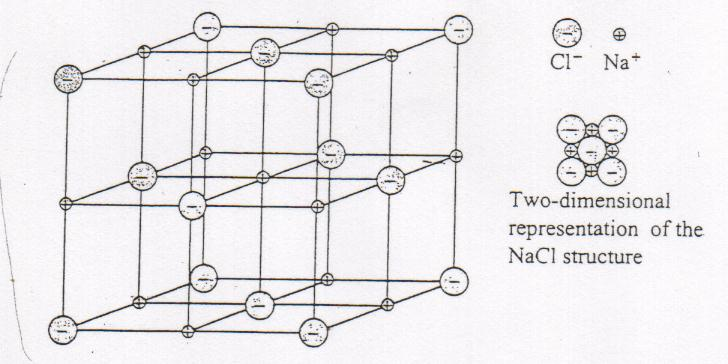 Cl⁻ Na⁺
Two-dimensional
representation of the
NaCl structure